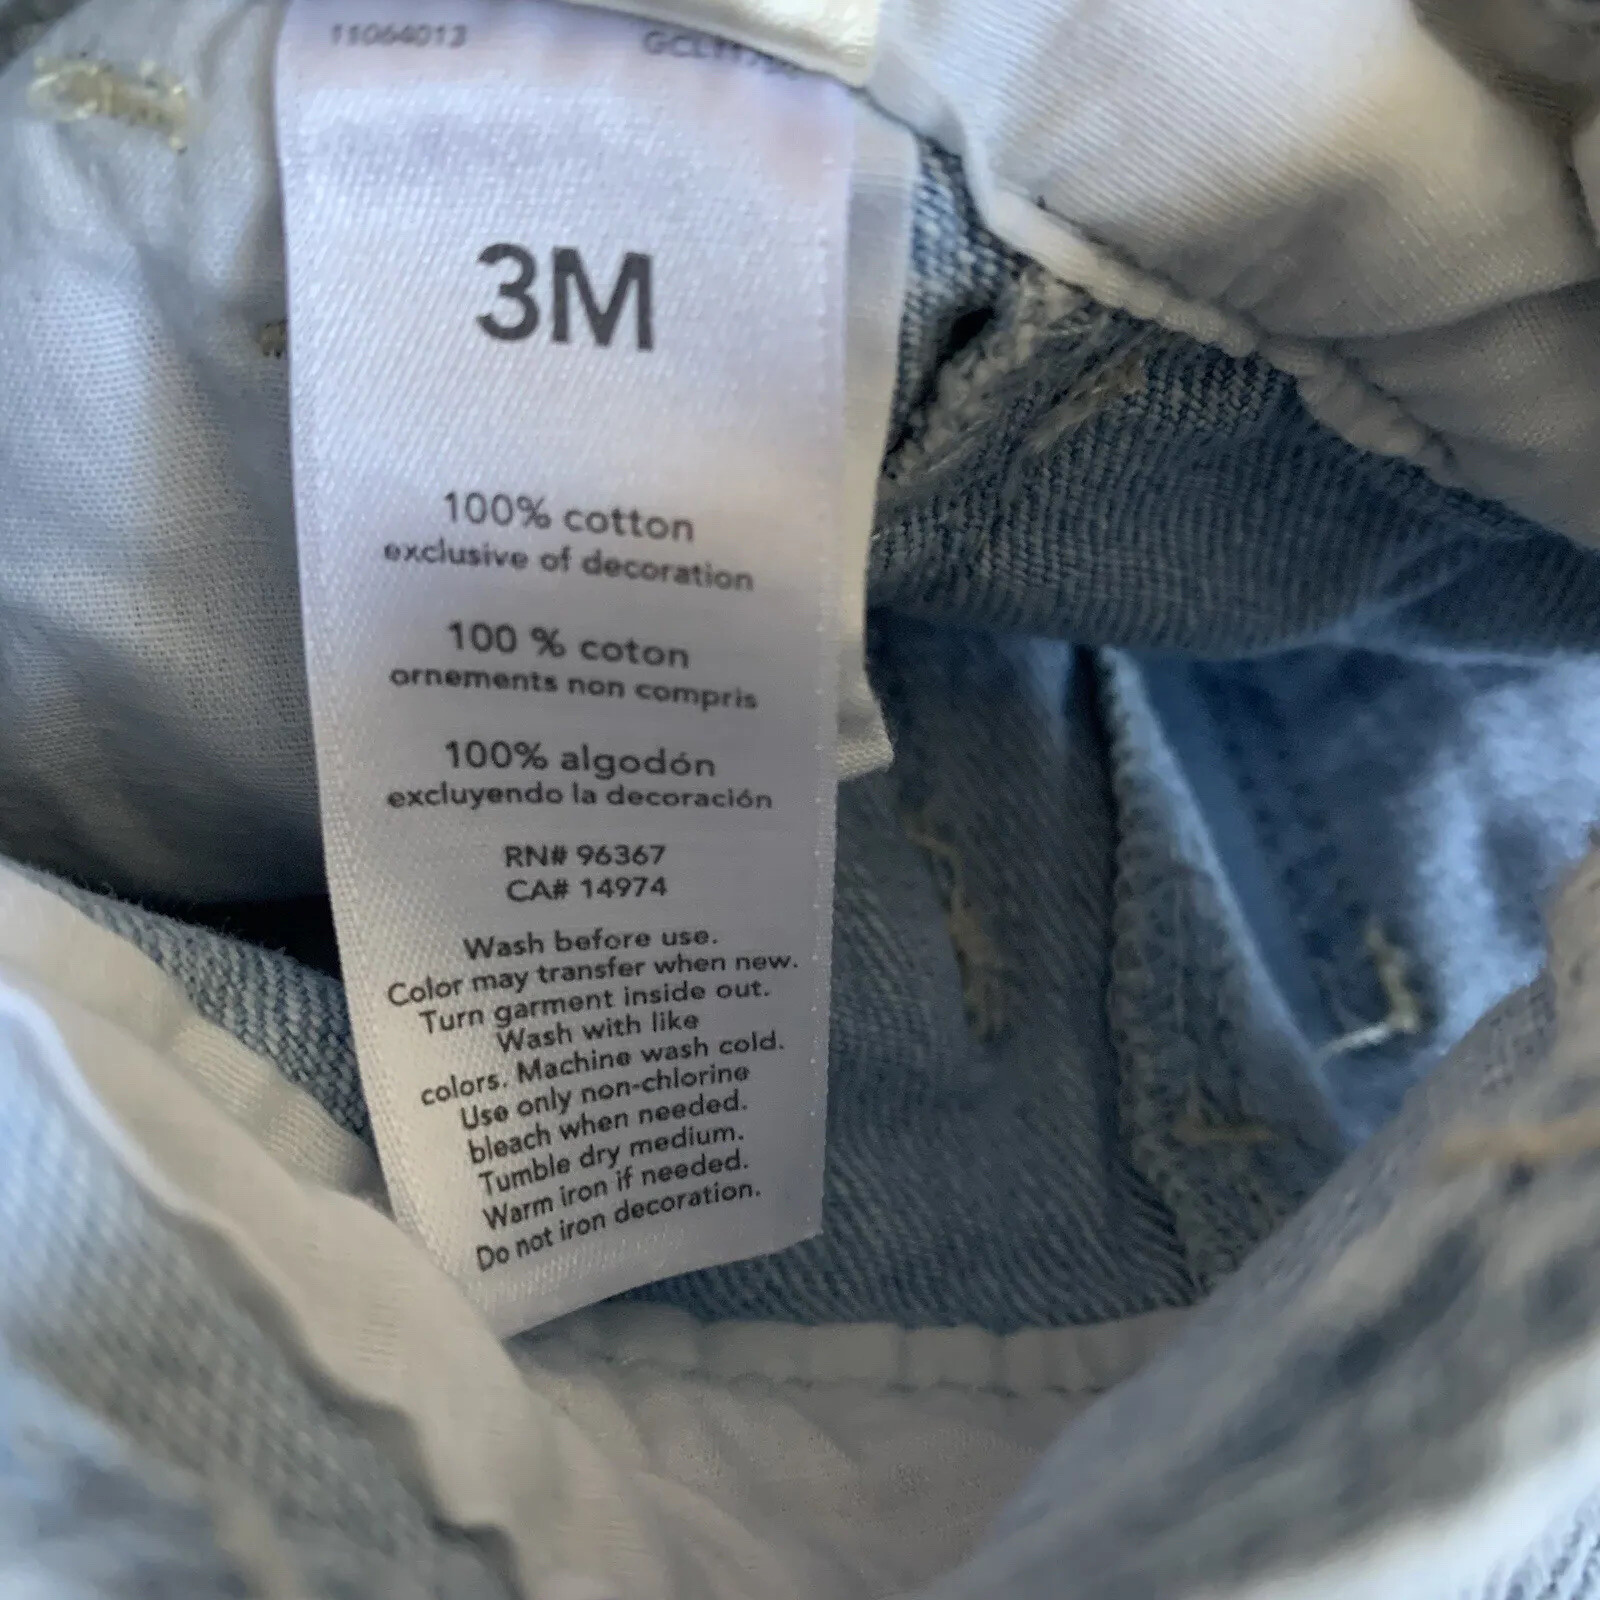 11064013
3M
100% cotton
exclusive of decoration
100 % coton
ornements non compris
100% algodón
excluyendo la decoración
RN# 96367
CA# 14974
Wash before use.
Color may transfer when new.
Turn garment inside out.
Wash with like
colors. Machine wash cold.
Use only non-chlorine
bleach when needed.
Tumble dry medium.
Warm iron if needed.
Do not iron decoration.